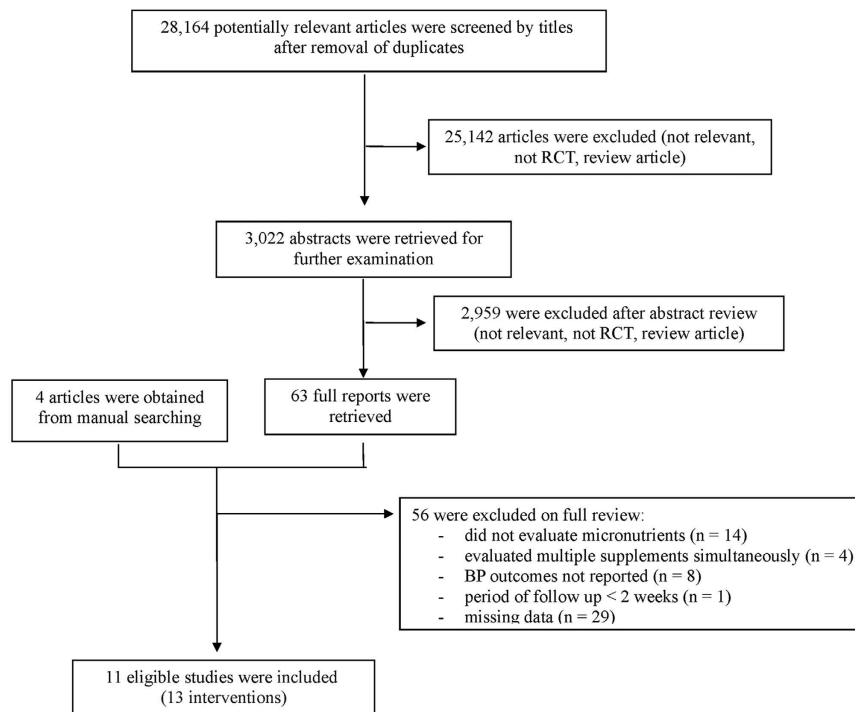 28,164 potentially relevant articles were screened by titles
after removal of duplicates
25,142 articles were excluded (not relevant,
not RCT, review article)
3,022 abstracts were retrieved for
further examination
2,959 were excluded after abstract review
(not relevant, not RCT, review article)
4 articles were obtained
from manual searching
63 full reports were
retrieved
56 were excluded on full review:
- did not evaluate micronutrients (n = 14)
- evaluated multiple supplements simultaneously (n = 4)
- BP outcomes not reported (n = 8)
- period of follow up < 2 weeks (n = 1)
- missing data (n = 29)
11 eligible studies were included
(13 interventions)